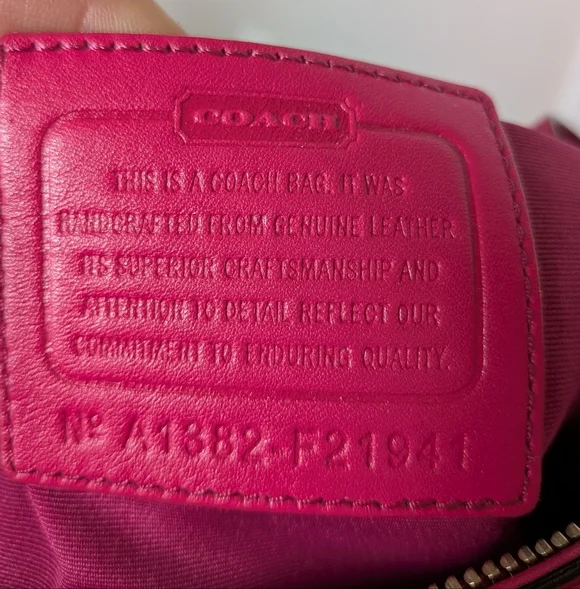 COACH
THIS IS A COACH BAG. IT WAS
HANDCRAFTED FROM GENUINE LEATHER.
ITS SUPERIOR CRAFTSMANSHIP AND
ATTENTION TO DETAIL REFLECT OUR
COMMITMENT TO ENDURING QUALITY.
Nº A1382-F21941